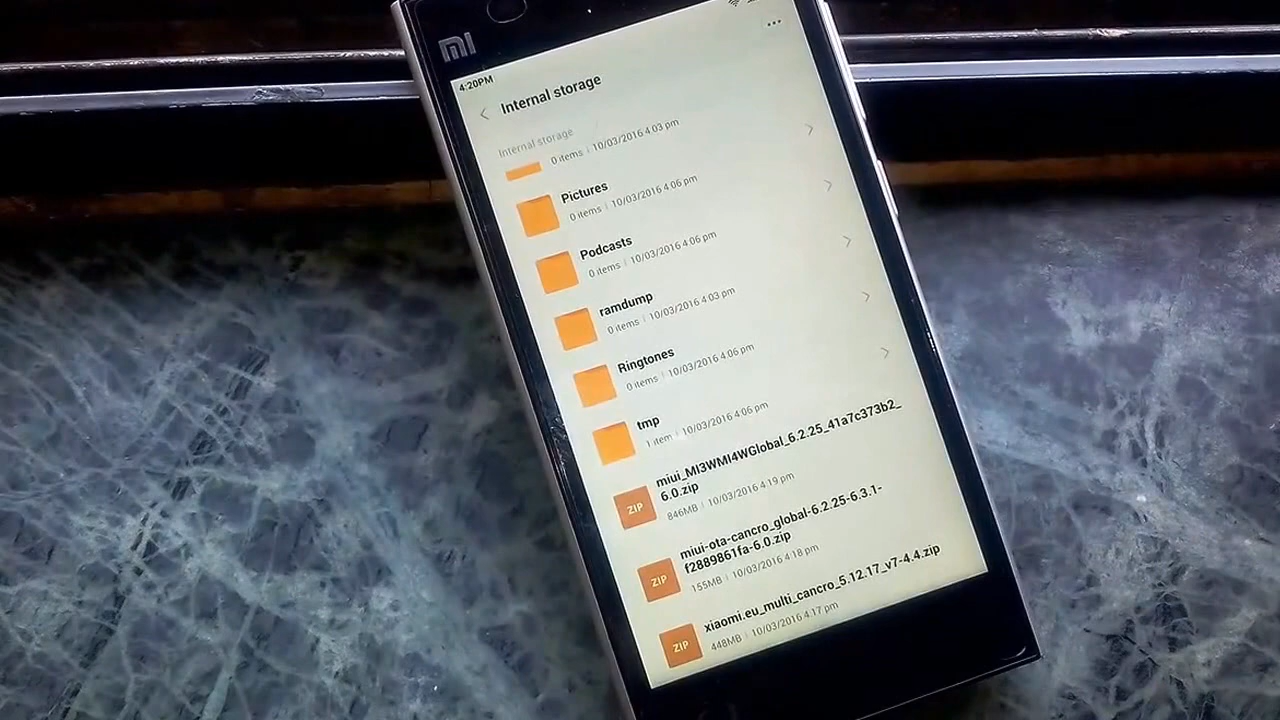 MI
4:20PM
Internal storage
Internal storage
0 items | 10/03/2016 4:03 pm
Pictures
0 items | 10/03/2016 4:06 pm
Podcasts
0 items | 10/03/2016 4:06 pm
ramdump
0 items | 10/03/2016 4:03 pm
Ringtones
0 items | 10/03/2016 4:06 pm
tmp
1 item | 10/03/2016 4:06 pm
miui_MI3WMI4WGlobal_6.2.25_41a7c373b2_
6.0.zip
ZIP
846MB | 10/03/2016 4:19 pm
miui-ota-cancro_global-6.2.25-6.3.1-
f2889861fa-6.0.zip
ZIP
155MB | 10/03/2016 4:18 pm
xiaomi.eu_multi_cancro_5.12.17_v7-4.4.zip
ZIP
448MB | 10/03/2016 4:17 pm